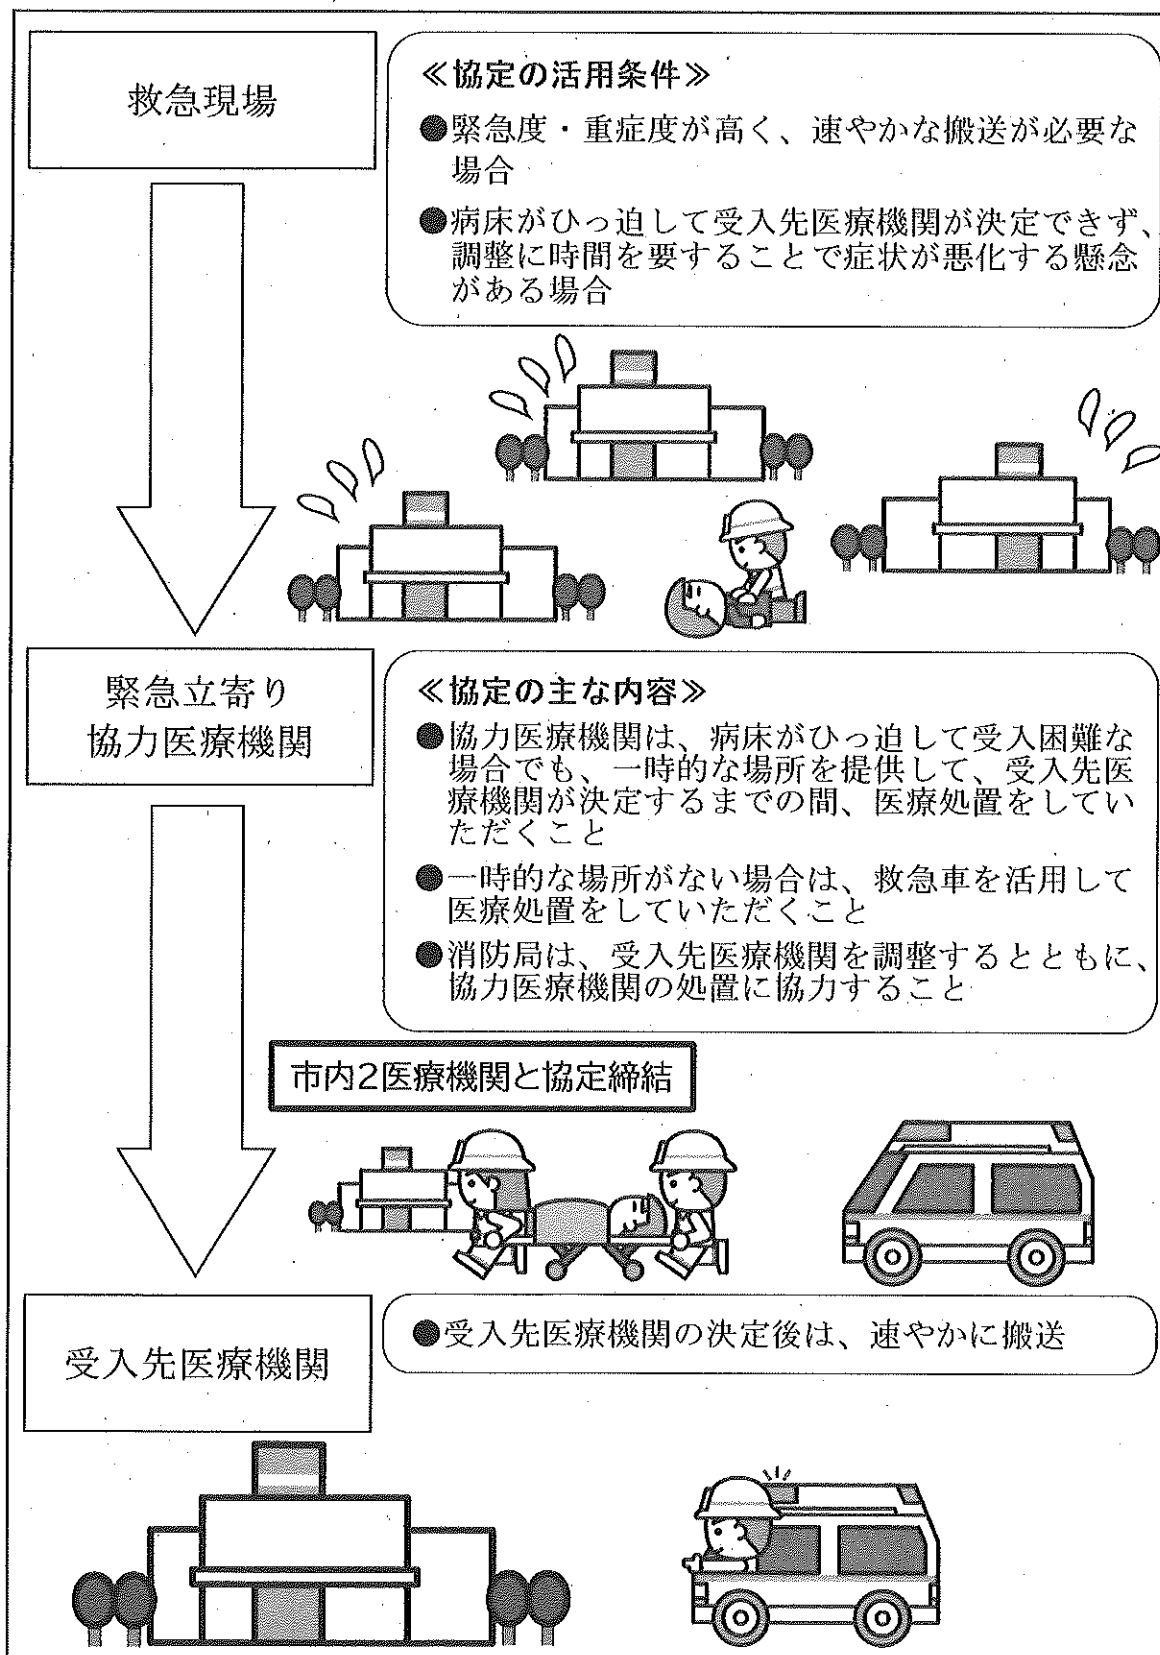 救急現場
≪協定の活用条件≫
●緊急度・重症度が高く、速やかな搬送が必要な
場合
●病床がひっ迫して受入先医療機関が決定できず、
調整に時間を要することで症状が悪化する懸念
がある場合
緊急立寄り
協力医療機関
≪協定の主な内容≫
●協力医療機関は、病床がひっ迫して受入困難な
場合でも、一時的な場所を提供して、受入先医
療機関が決定するまでの間、医療処置をしてい
ただくこと
●一時的な場所がない場合は、救急車を活用して
医療処置をしていただくこと
●消防局は、受入先医療機関を調整するとともに、
協力医療機関の処置に協力すること
市内2医療機関と協定締結
受入先医療機関
●受入先医療機関の決定後は、速やかに搬送